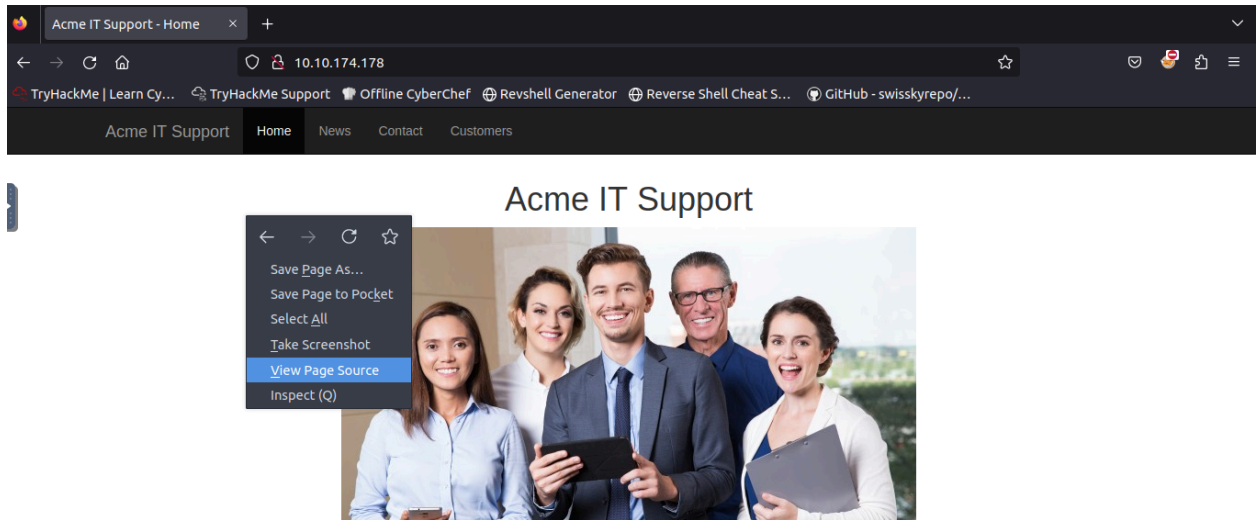 Acme IT Support - Home
10.10.174.178
TryHackMe | Learn Cy... TryHackMe Support Offline CyberChef Revshell Generator Reverse Shell Cheat S... GitHub - swisskyrepo/...
Acme IT Support Home News Contact Customers
Acme IT Support
Save Page As...
Save Page to Pocket
Select All
Take Screenshot
View Page Source
Inspect (Q)